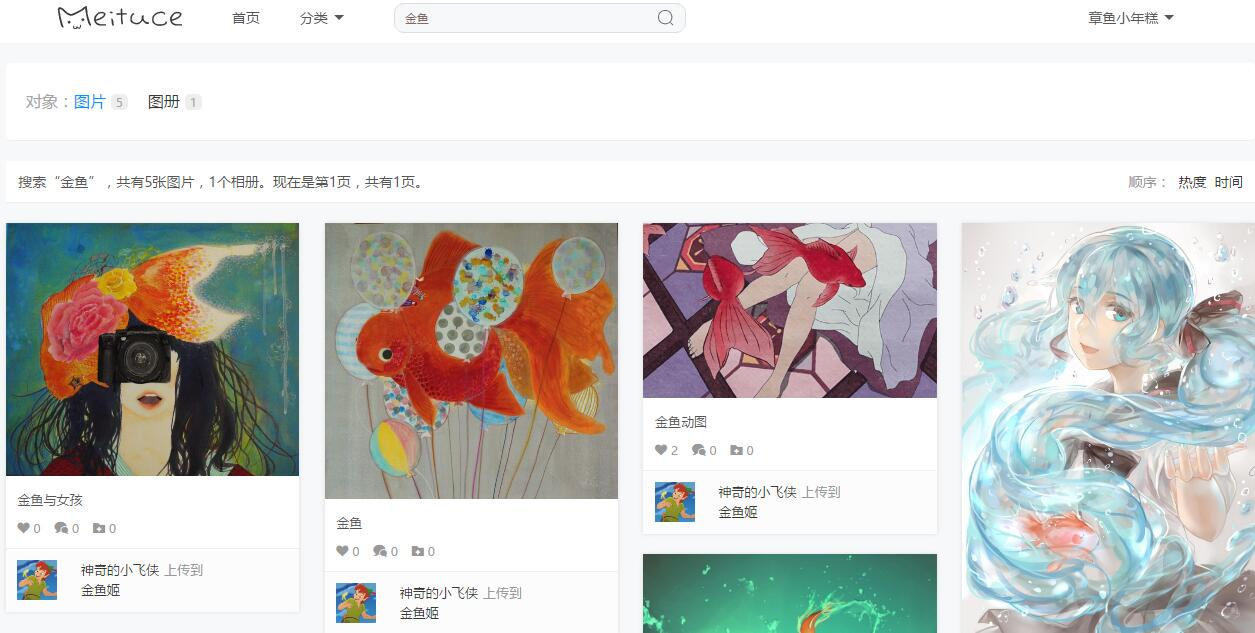 Meituce 首页 分类 金鱼 章鱼小年糕
对象：图片 5 图册 1
搜索“金鱼”，共有5张图片，1个相册。现在是第1页，共有1页。 顺序： 热度 时间
金鱼与女孩
0 0 0
神奇的小飞侠 上传到
金鱼姬
金鱼
0 0 0
神奇的小飞侠 上传到
金鱼姬
金鱼动图
2 0 0
神奇的小飞侠 上传到
金鱼姬